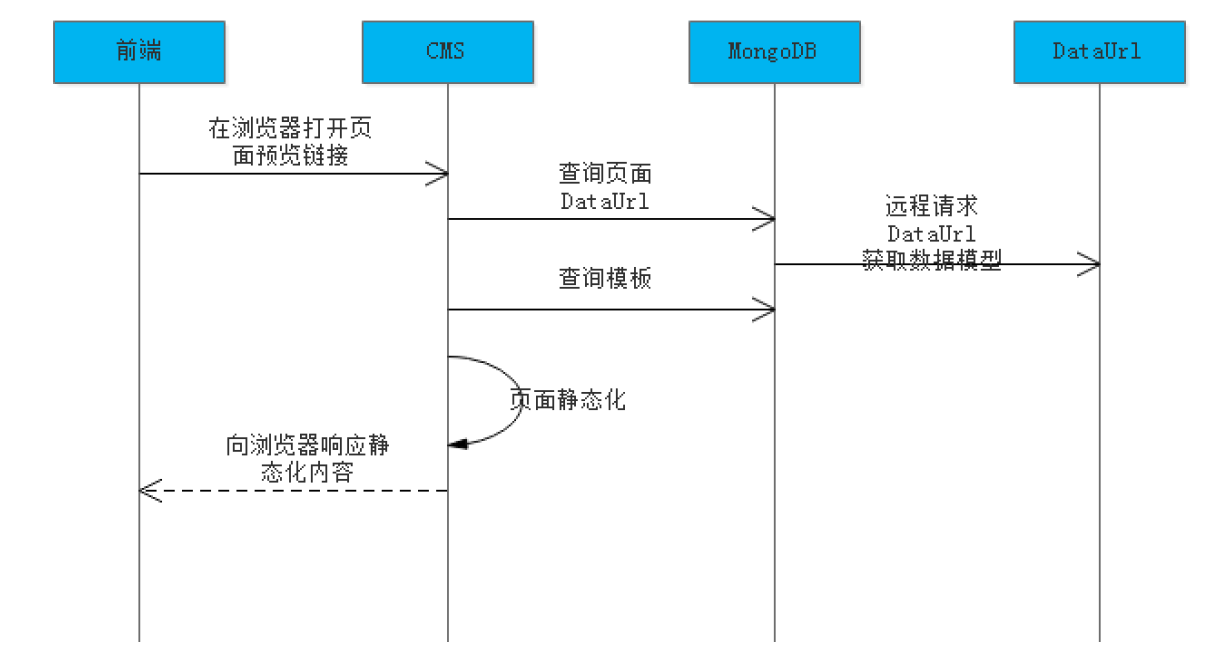 前端
CMS
MongoDB
DataUrl
在浏览器打开页
面预览链接
查询页面
DataUrl
远程请求
DataUrl
获取数据模型
查询模板
页面静态化
向浏览器响应静
态化内容